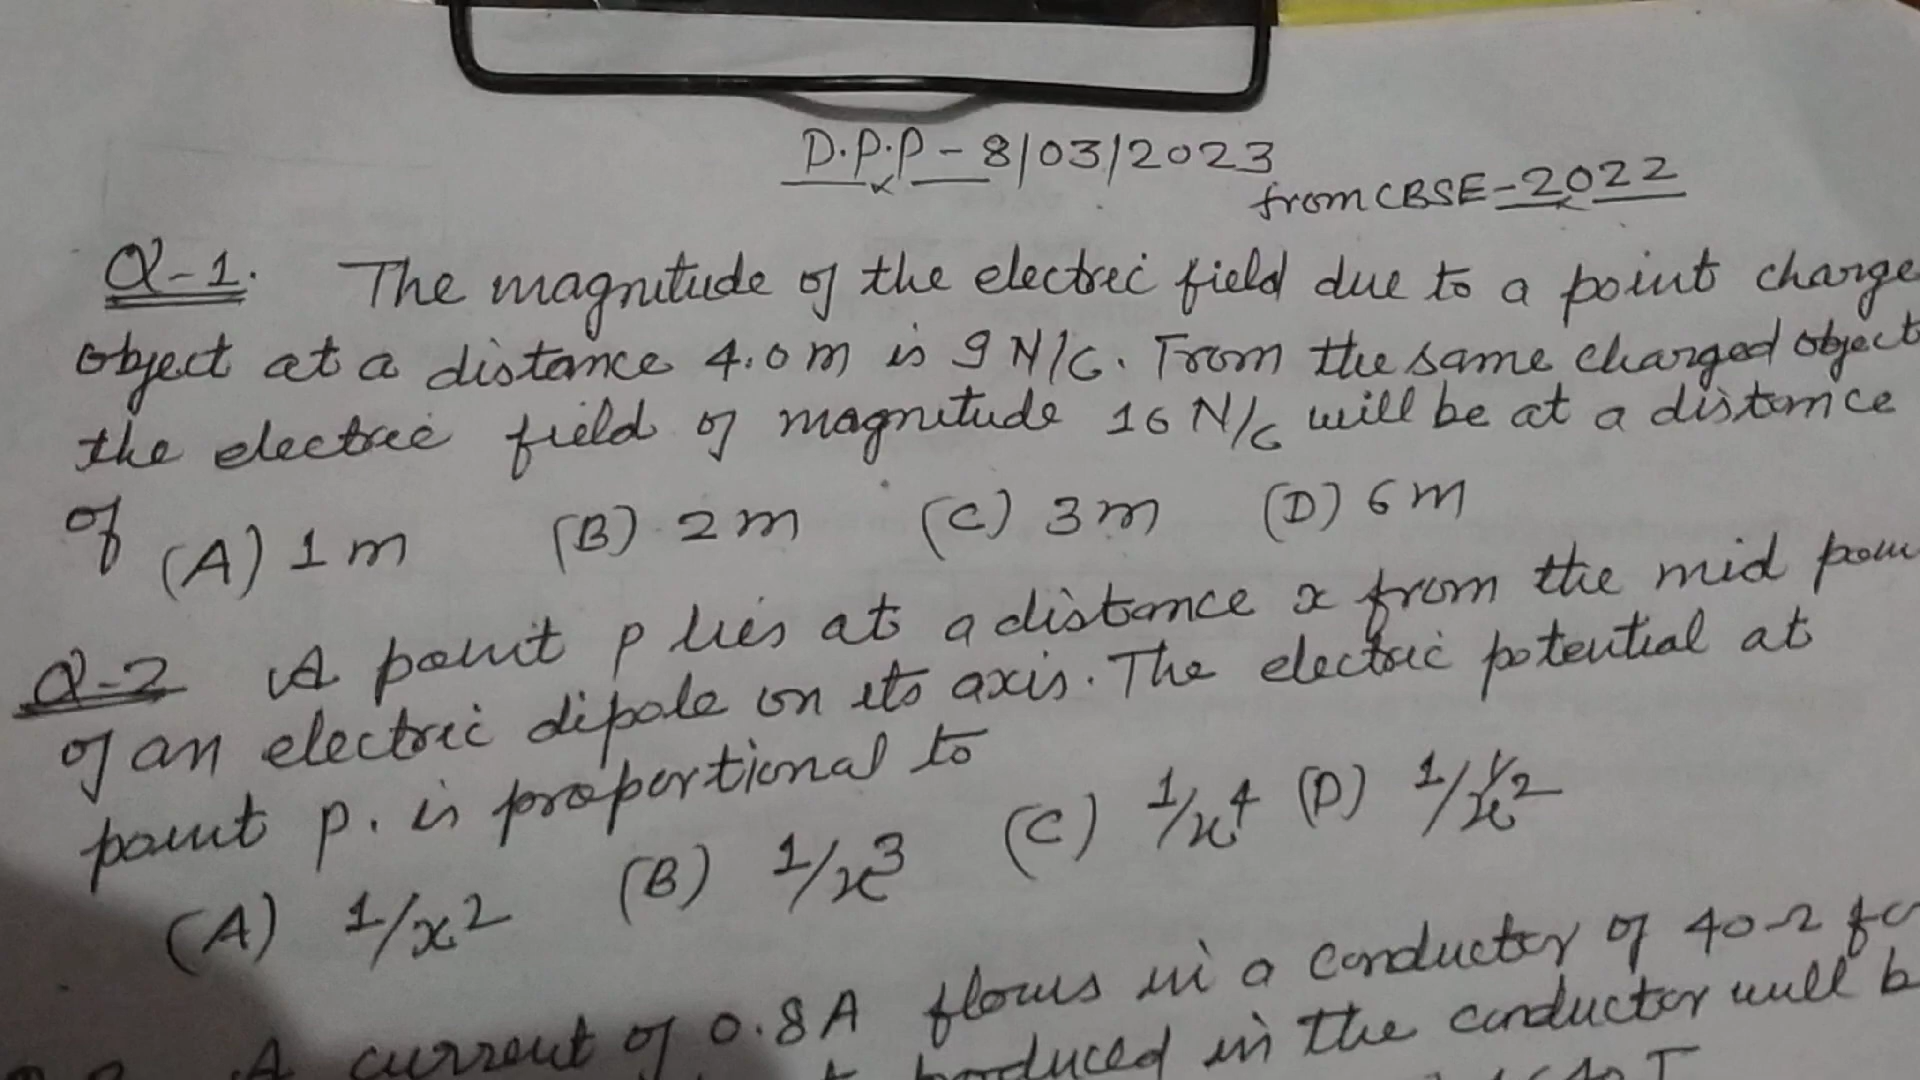 D.P.P - 8/03/2023
from CBSE-2022
Q-1. The magnitude of the electric field due to a point charge
object at a distance 4.0 m is 9 N/C. From the same charged object
the electric field of magnitude 16 N/C will be at a distance
of (A) 1 m (B) 2 m (C) 3 m (D) 6 m
Q-2 A point p lies at a distance x from the mid
of an electric dipole on its axis. The electric potential at
point p. is proportional to
(A) 1/x2 (B) 1/x3 (C) 1/x4 (D) 1/x1/2
A current of 0.8A flows in a conductor of 40 Ω
produced in the conductor will